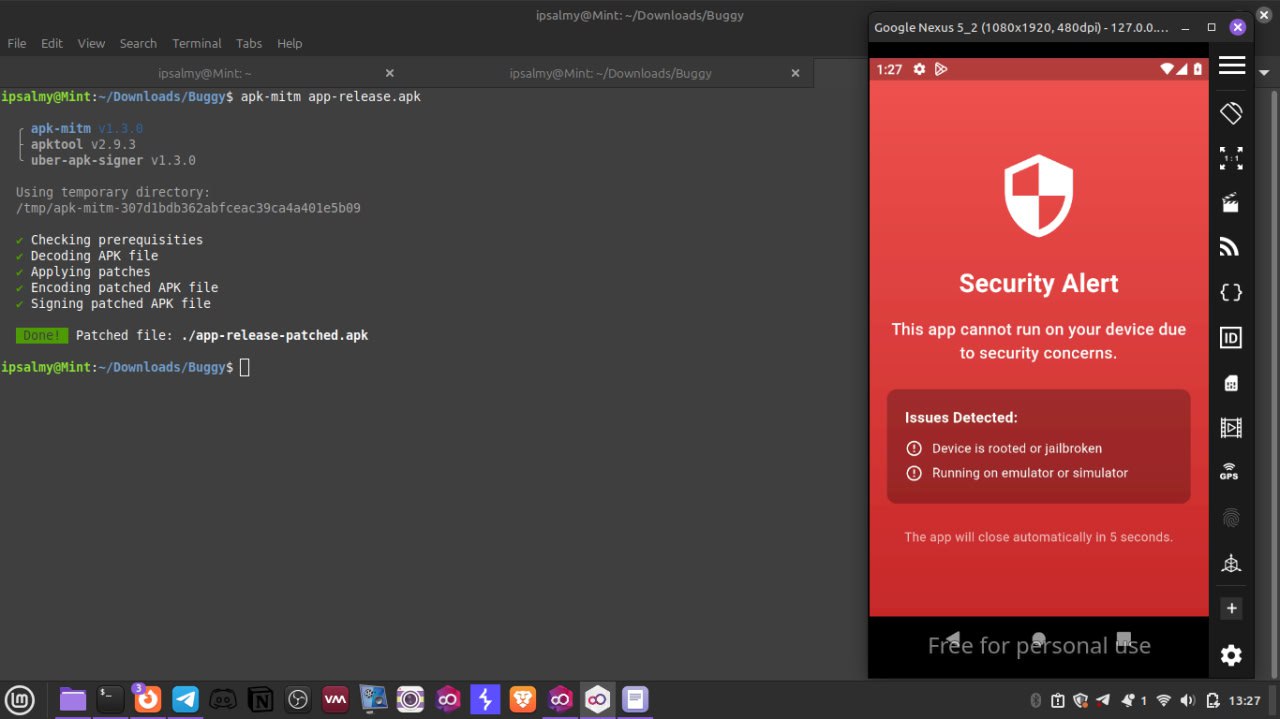 ipsalmy@Mint: ~/Downloads/Buggy
File Edit View Search Terminal Tabs Help
ipsalmy@Mint: ~
ipsalmy@Mint: ~/Downloads/Buggy
ipsalmy@Mint:~/Downloads/Buggy$ apk-mitm app-release.apk
apk-mitm v1.3.0
apktool v2.9.3
uber-apk-signer v1.3.0
Using temporary directory:
/tmp/apk-mitm-307d1bdb362abfceac39ca4a401e5b09
✔ Checking prerequisities
✔ Decoding APK file
✔ Applying patches
✔ Encoding patched APK file
✔ Signing patched APK file
Done! Patched file: ./app-release-patched.apk
ipsalmy@Mint:~/Downloads/Buggy$
Google Nexus 5_2 (1080x1920, 480dpi) - 127.0.0....
1:27
Security Alert
This app cannot run on your device due
to security concerns.
Issues Detected:
Device is rooted or jailbroken
Running on emulator or simulator
The app will close automatically in 5 seconds.
Free for personal use
1:1
ID
GPS
3
VM
1
13:27